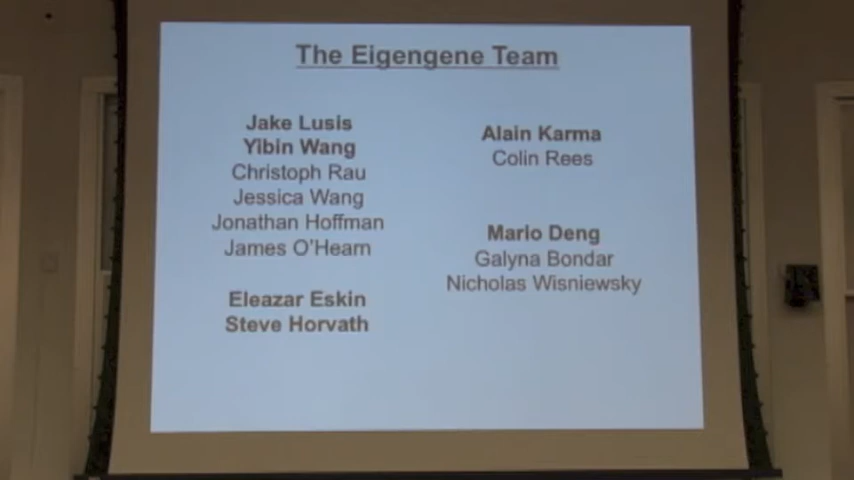 The Eigengene Team
Jake Lusis
Yibin Wang
Christoph Rau
Jessica Wang
Jonathan Hoffman
James O'Hearn
Eleazar Eskin
Steve Horvath
Alain Karma
Colin Rees
Mario Deng
Galyna Bondar
Nicholas Wisniewsky